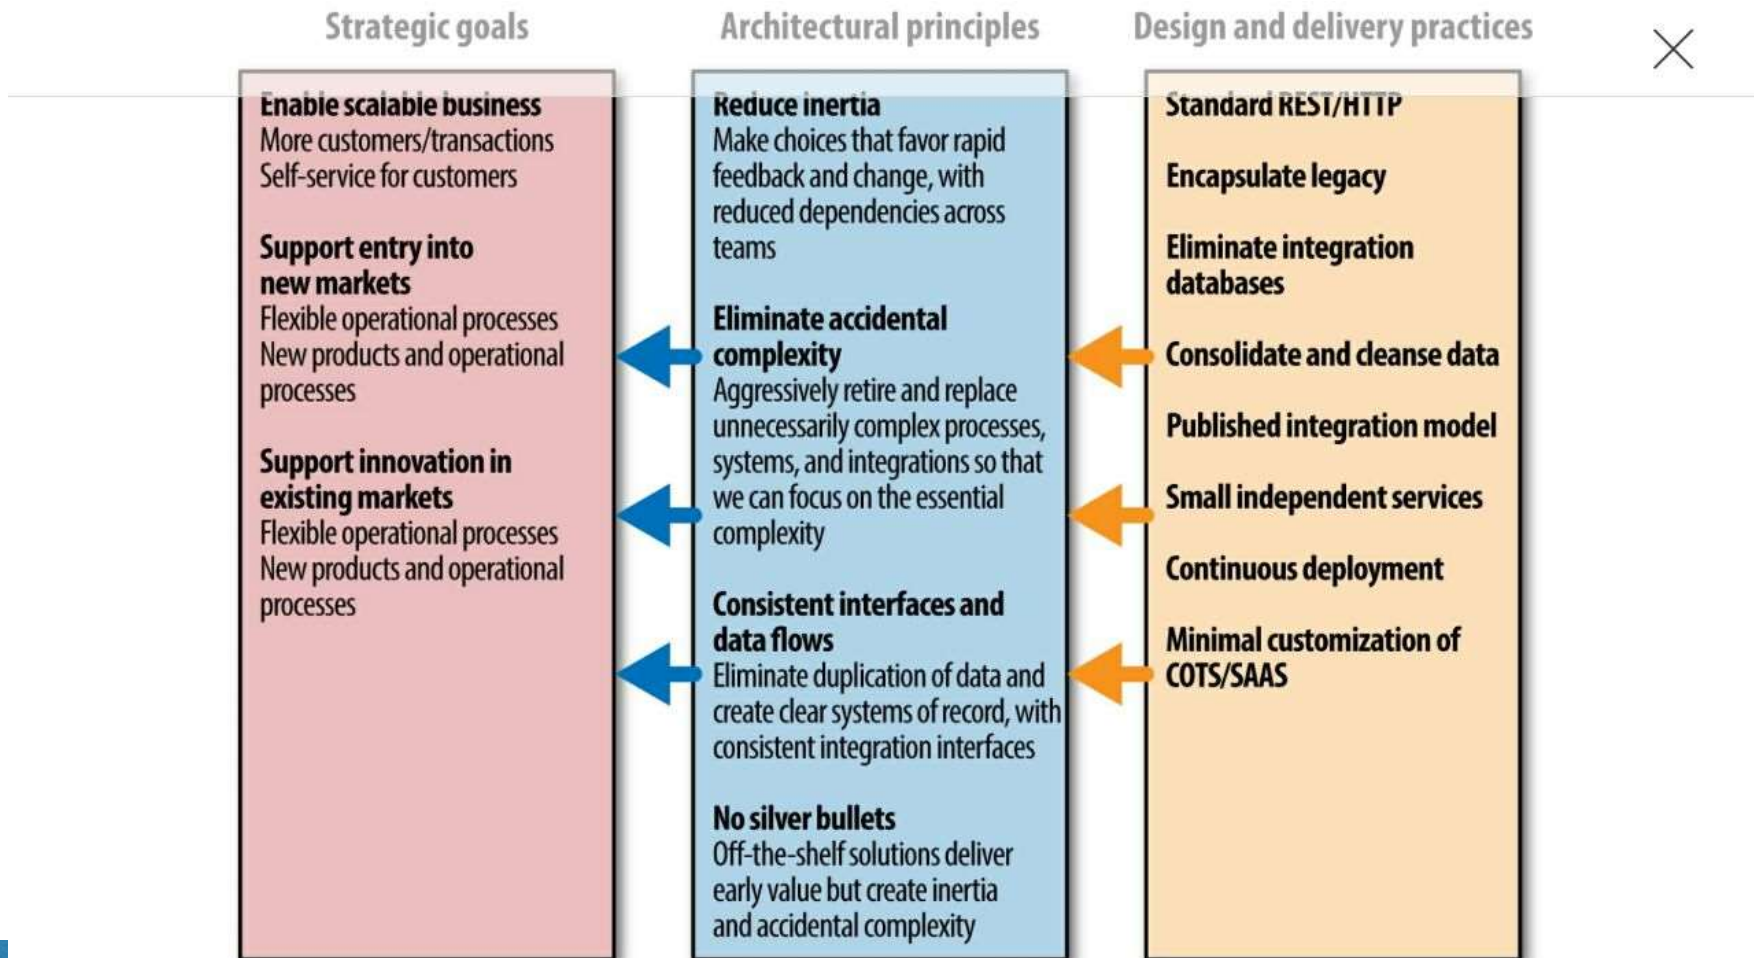 Strategic goals
Enable scalable business
More customers/transactions
Self-service for customers
Support entry into
new markets
Flexible operational processes
New products and operational
processes
Support innovation in
existing markets
Flexible operational processes
New products and operational
processes
Architectural principles
Reduce inertia
Make choices that favor rapid
feedback and change, with
reduced dependencies across
teams
Eliminate accidental
complexity
Aggressively retire and replace
unnecessarily complex processes,
systems, and integrations so that
we can focus on the essential
complexity
Consistent interfaces and
data flows
Eliminate duplication of data and
create clear systems of record, with
consistent integration interfaces
No silver bullets
Off-the-shelf solutions deliver
early value but create inertia
and accidental complexity
Design and delivery practices
Standard REST/HTTP
Encapsulate legacy
Eliminate integration
databases
Consolidate and cleanse data
Published integration model
Small independent services
Continuous deployment
Minimal customization of
COTS/SAAS